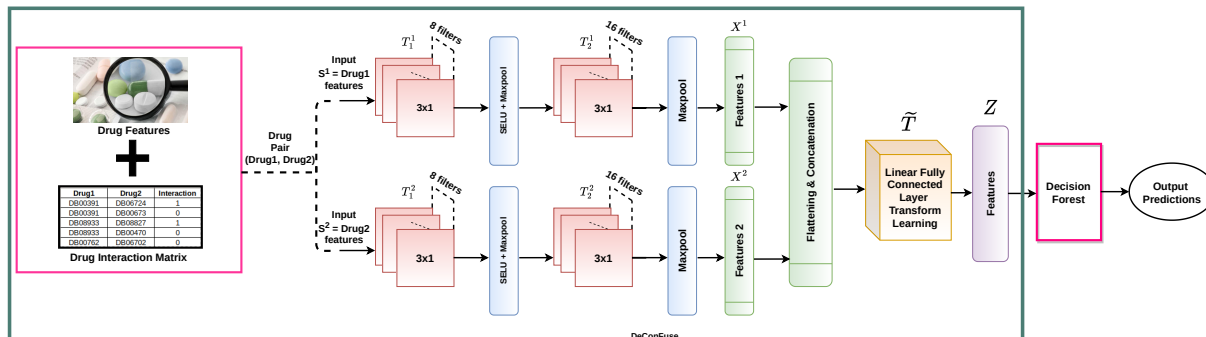 Drug Features
Drug1 Drug2 Interaction
DB00391 DB06724 1
DB00391 DB00673 0
DB08933 DB08827 1
DB08933 DB00470 0
DB00762 DB06702 0
Drug Interaction Matrix
Drug
Pair
(Drug1, Drug2)
Input
S¹ = Drug1
features
T₁¹
8 filters
3x1
SELU + Maxpool
T₂¹
16 filters
3x1
Maxpool
X¹
Features 1
Input
S² = Drug2
features
T₁²
8 filters
3x1
SELU + Maxpool
T₂²
16 filters
3x1
Maxpool
X²
Features 2
Flattening & Concatenation
T̃
Linear Fully
Connected
Layer
Transform
Learning
Z
Features
Decision
Forest
Output
Predictions
DeConFuse